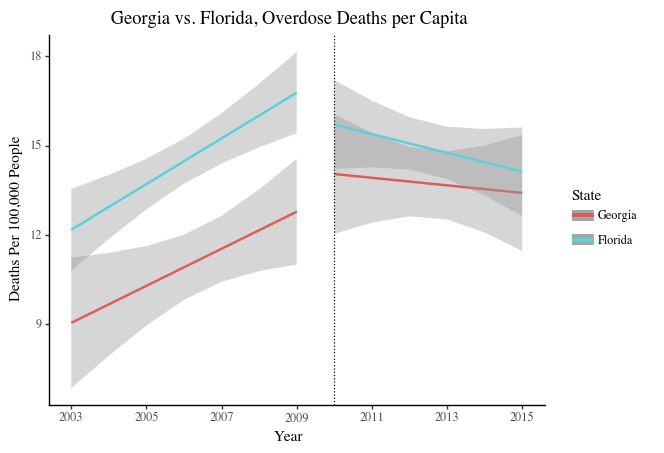 Georgia vs. Florida, Overdose Deaths per Capita
Deaths Per 100,000 People
18
15
12
9
2003 2005 2007 2009 2011 2013 2015
Year
State
Georgia
Florida